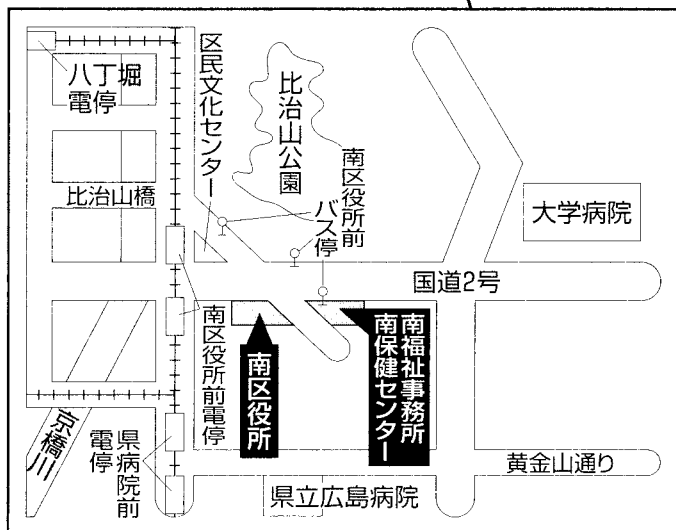 八丁堀
電停
区民文化センター
比治山公園
南区役所前
バス停
比治山橋
大学病院
国道2号
南区役所前電停
南区役所
南福祉事務所
南保健センター
京橋川
県病院前
電停
黄金山通り
県立広島病院